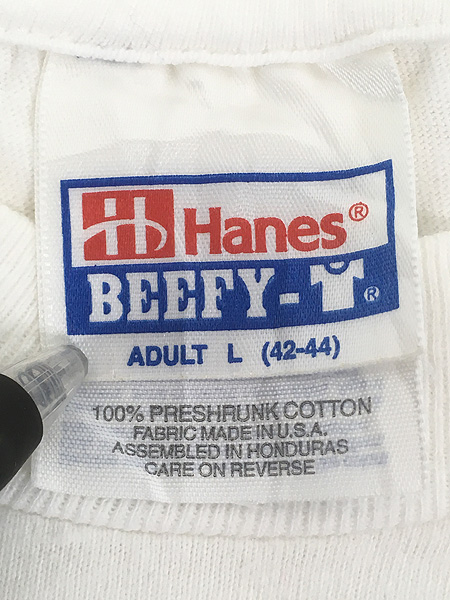 Hanes®
BEEFY-®
ADULT L (42-44)
100% PRESHRUNK COTTON
FABRIC MADE IN U.S.A.
ASSEMBLED IN HONDURAS
CARE ON REVERSE